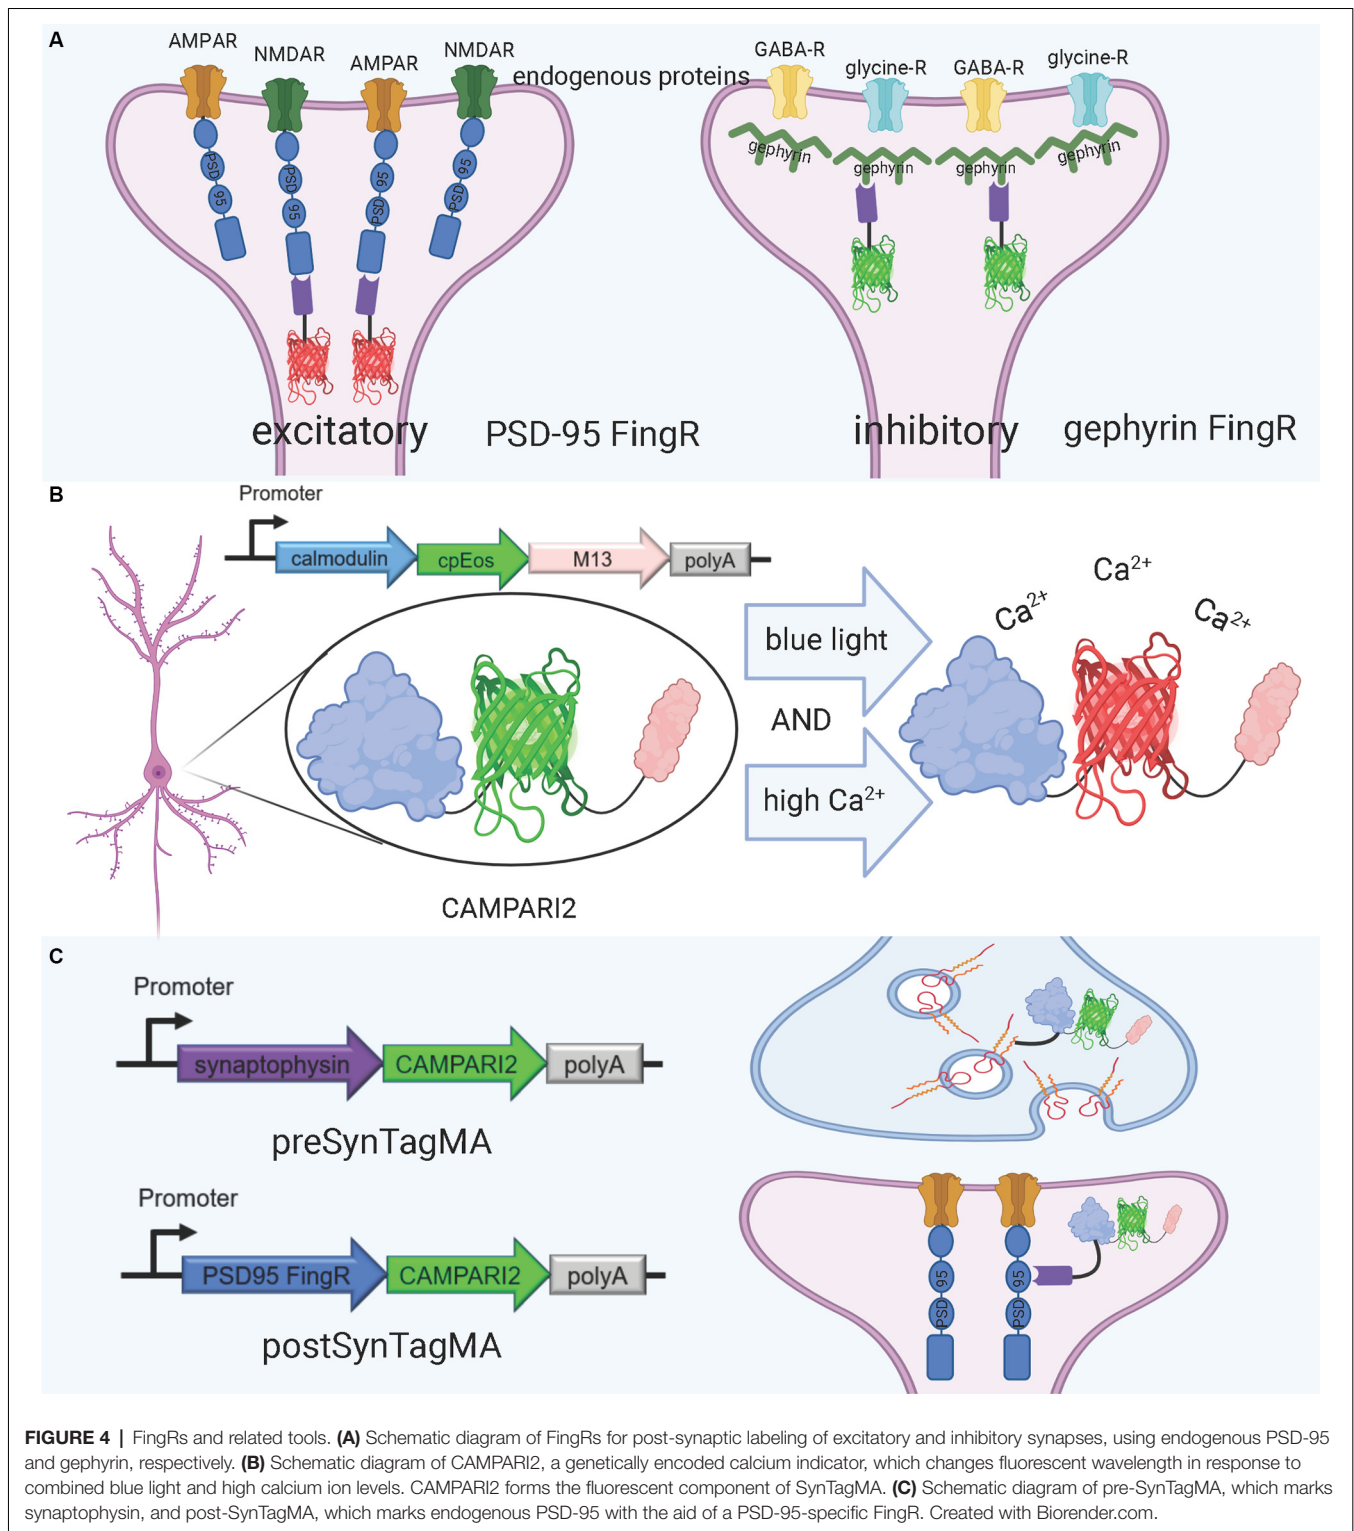 A
AMPAR
NMDAR
AMPAR
NMDAR
endogenous proteins
GABA-R
glycine-R
GABA-R
glycine-R
PSD 95
PSD 95
PSD 95
PSD 95
gephyrin
gephyrin
gephyrin
gephyrin
excitatory
PSD-95 FingR
inhibitory
gephyrin FingR
B
Promoter
calmodulin
cpEos
M13
polyA
blue light
AND
high Ca²⁺
Ca²⁺
Ca²⁺
Ca²⁺
CAMPARI2
C
Promoter
synaptophysin
CAMPARI2
polyA
preSynTagMA
Promoter
PSD95 FingR
CAMPARI2
polyA
postSynTagMA
PSD 95
PSD 95
FIGURE 4 | FingRs and related tools. (A) Schematic diagram of FingRs for post-synaptic labeling of excitatory and inhibitory synapses, using endogenous PSD-95
and gephyrin, respectively. (B) Schematic diagram of CAMPARI2, a genetically encoded calcium indicator, which changes fluorescent wavelength in response to
combined blue light and high calcium ion levels. CAMPARI2 forms the fluorescent component of SynTagMA. (C) Schematic diagram of pre-SynTagMA, which marks
synaptophysin, and post-SynTagMA, which marks endogenous PSD-95 with the aid of a PSD-95-specific FingR. Created with Biorender.com.